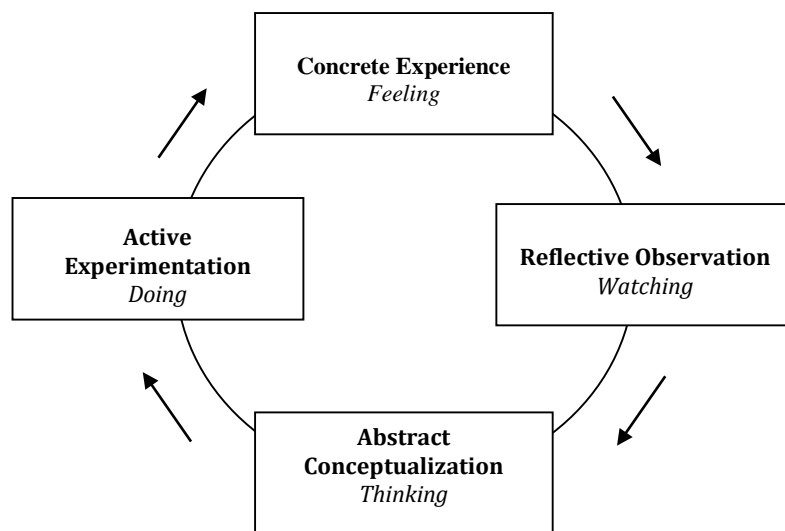 Concrete Experience
Feeling
Active
Experimentation
Doing
Reflective Observation
Watching
Abstract
Conceptualization
Thinking